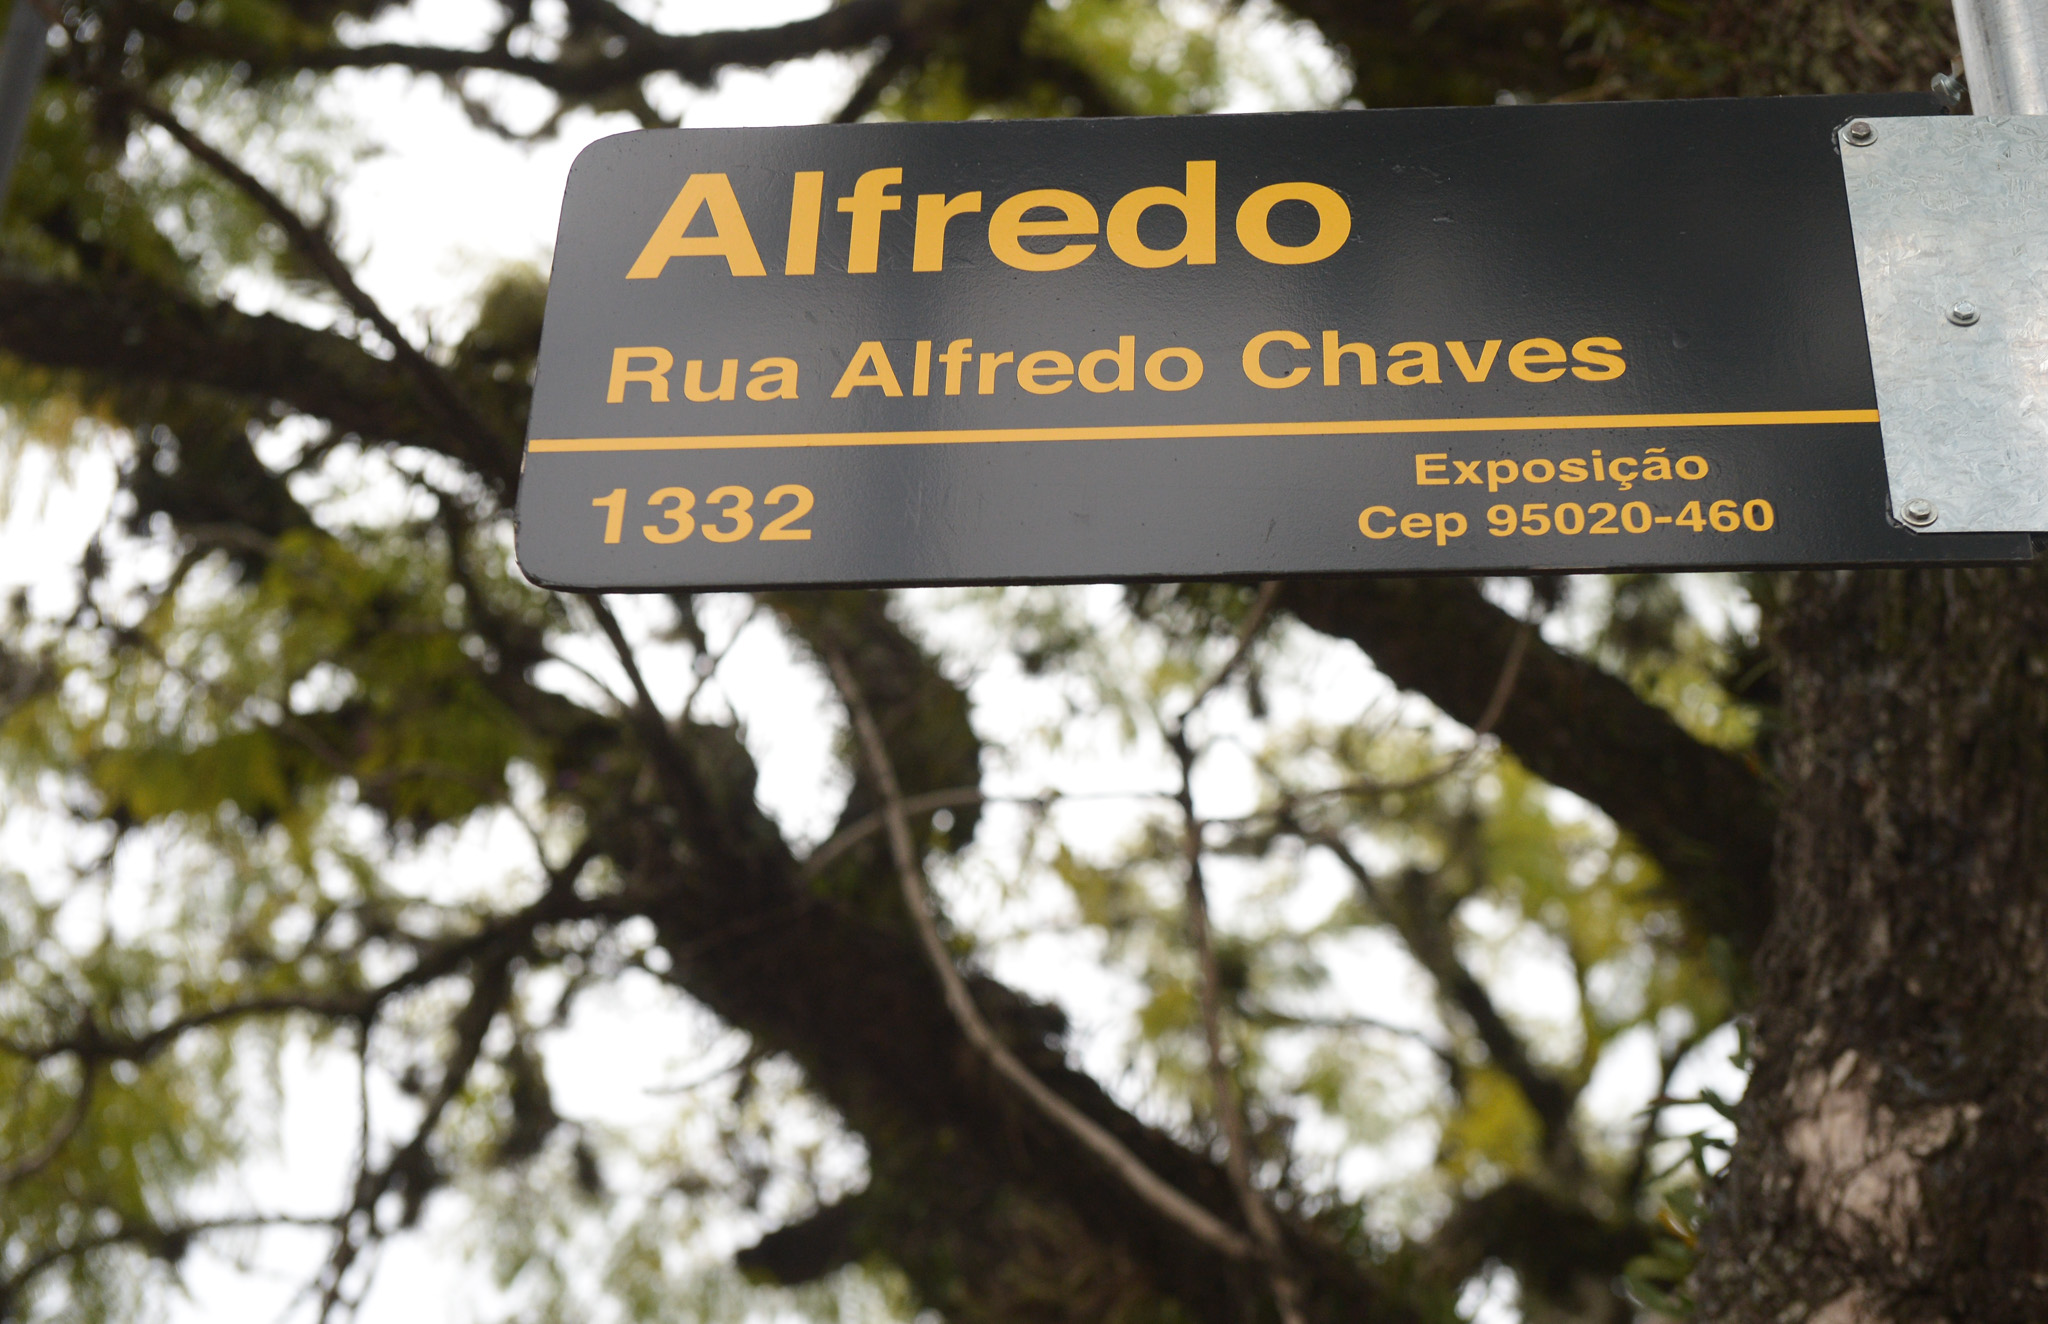 Alfredo
Rua Alfredo Chaves
1332
Exposição
Cep 95020-460